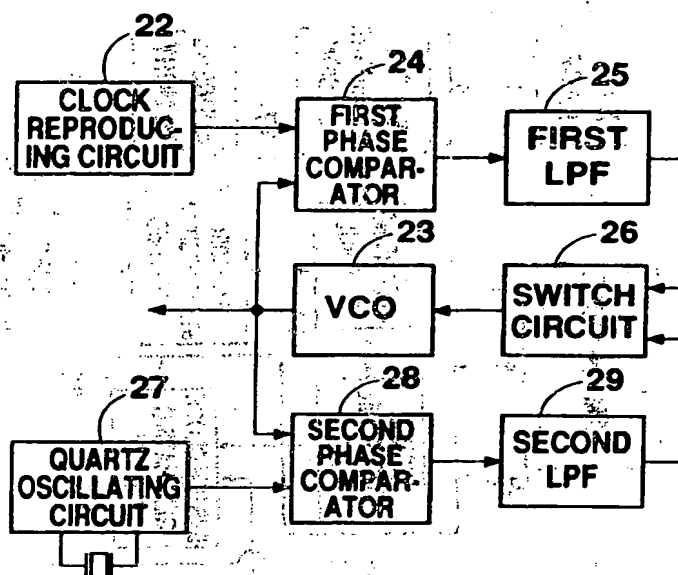 22
CLOCK
REPRODUC-
ING CIRCUIT
24
FIRST
PHASE
COMPAR-
ATOR
25
FIRST
LPF
23
VCO
26
SWITCH
CIRCUIT
27
QUARTZ
OSCILLATING
CIRCUIT
28
SECOND
PHASE
COMPAR-
ATOR
29
SECOND
LPF